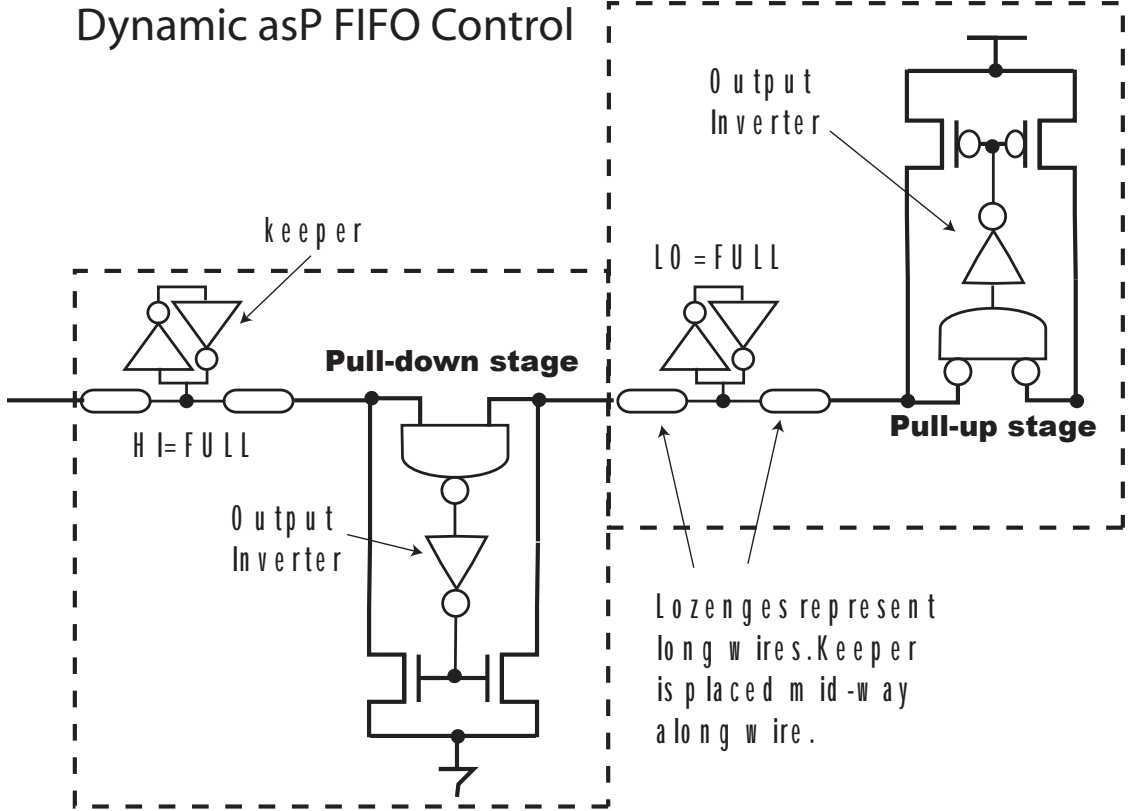 Dynamic asP FIFO Control
Output
Inverter
keeper
LO = FULL
Pull-down stage
HI=FULL
Pull-up stage
Output
Inverter
Lozenges represent
long wires.Keeper
is placed mid-way
along wire.